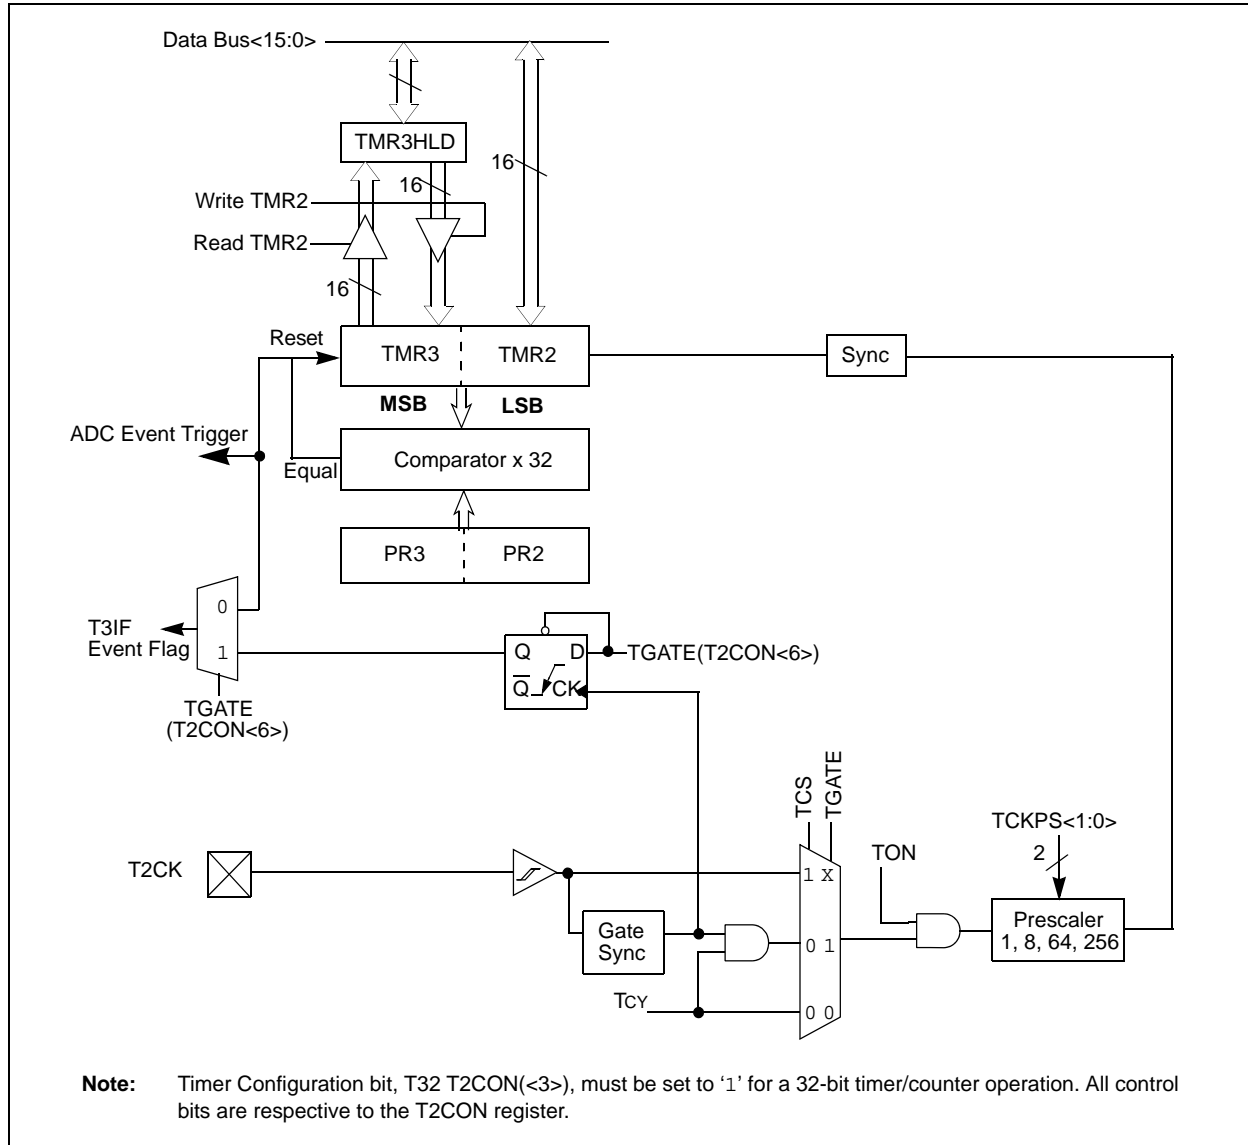 Data Bus<15:0>
TMR3HLD
16
16
Write TMR2
Read TMR2
16
Reset
TMR3
TMR2
Sync
MSB
LSB
ADC Event Trigger
Equal
Comparator x 32
PR3
PR2
0
T3IF
Event Flag
1
Q
D
TGATE(T2CON<6>)
Q
CK
TGATE
(T2CON<6>)
TCS
TGATE
TCKPS<1:0>
2
TON
T2CK
1 X
Prescaler
1, 8, 64, 256
Gate
Sync
0 1
TCY
0 0
Note: Timer Configuration bit, T32 T2CON(<3>), must be set to ‘1’ for a 32-bit timer/counter operation. All control
bits are respective to the T2CON register.